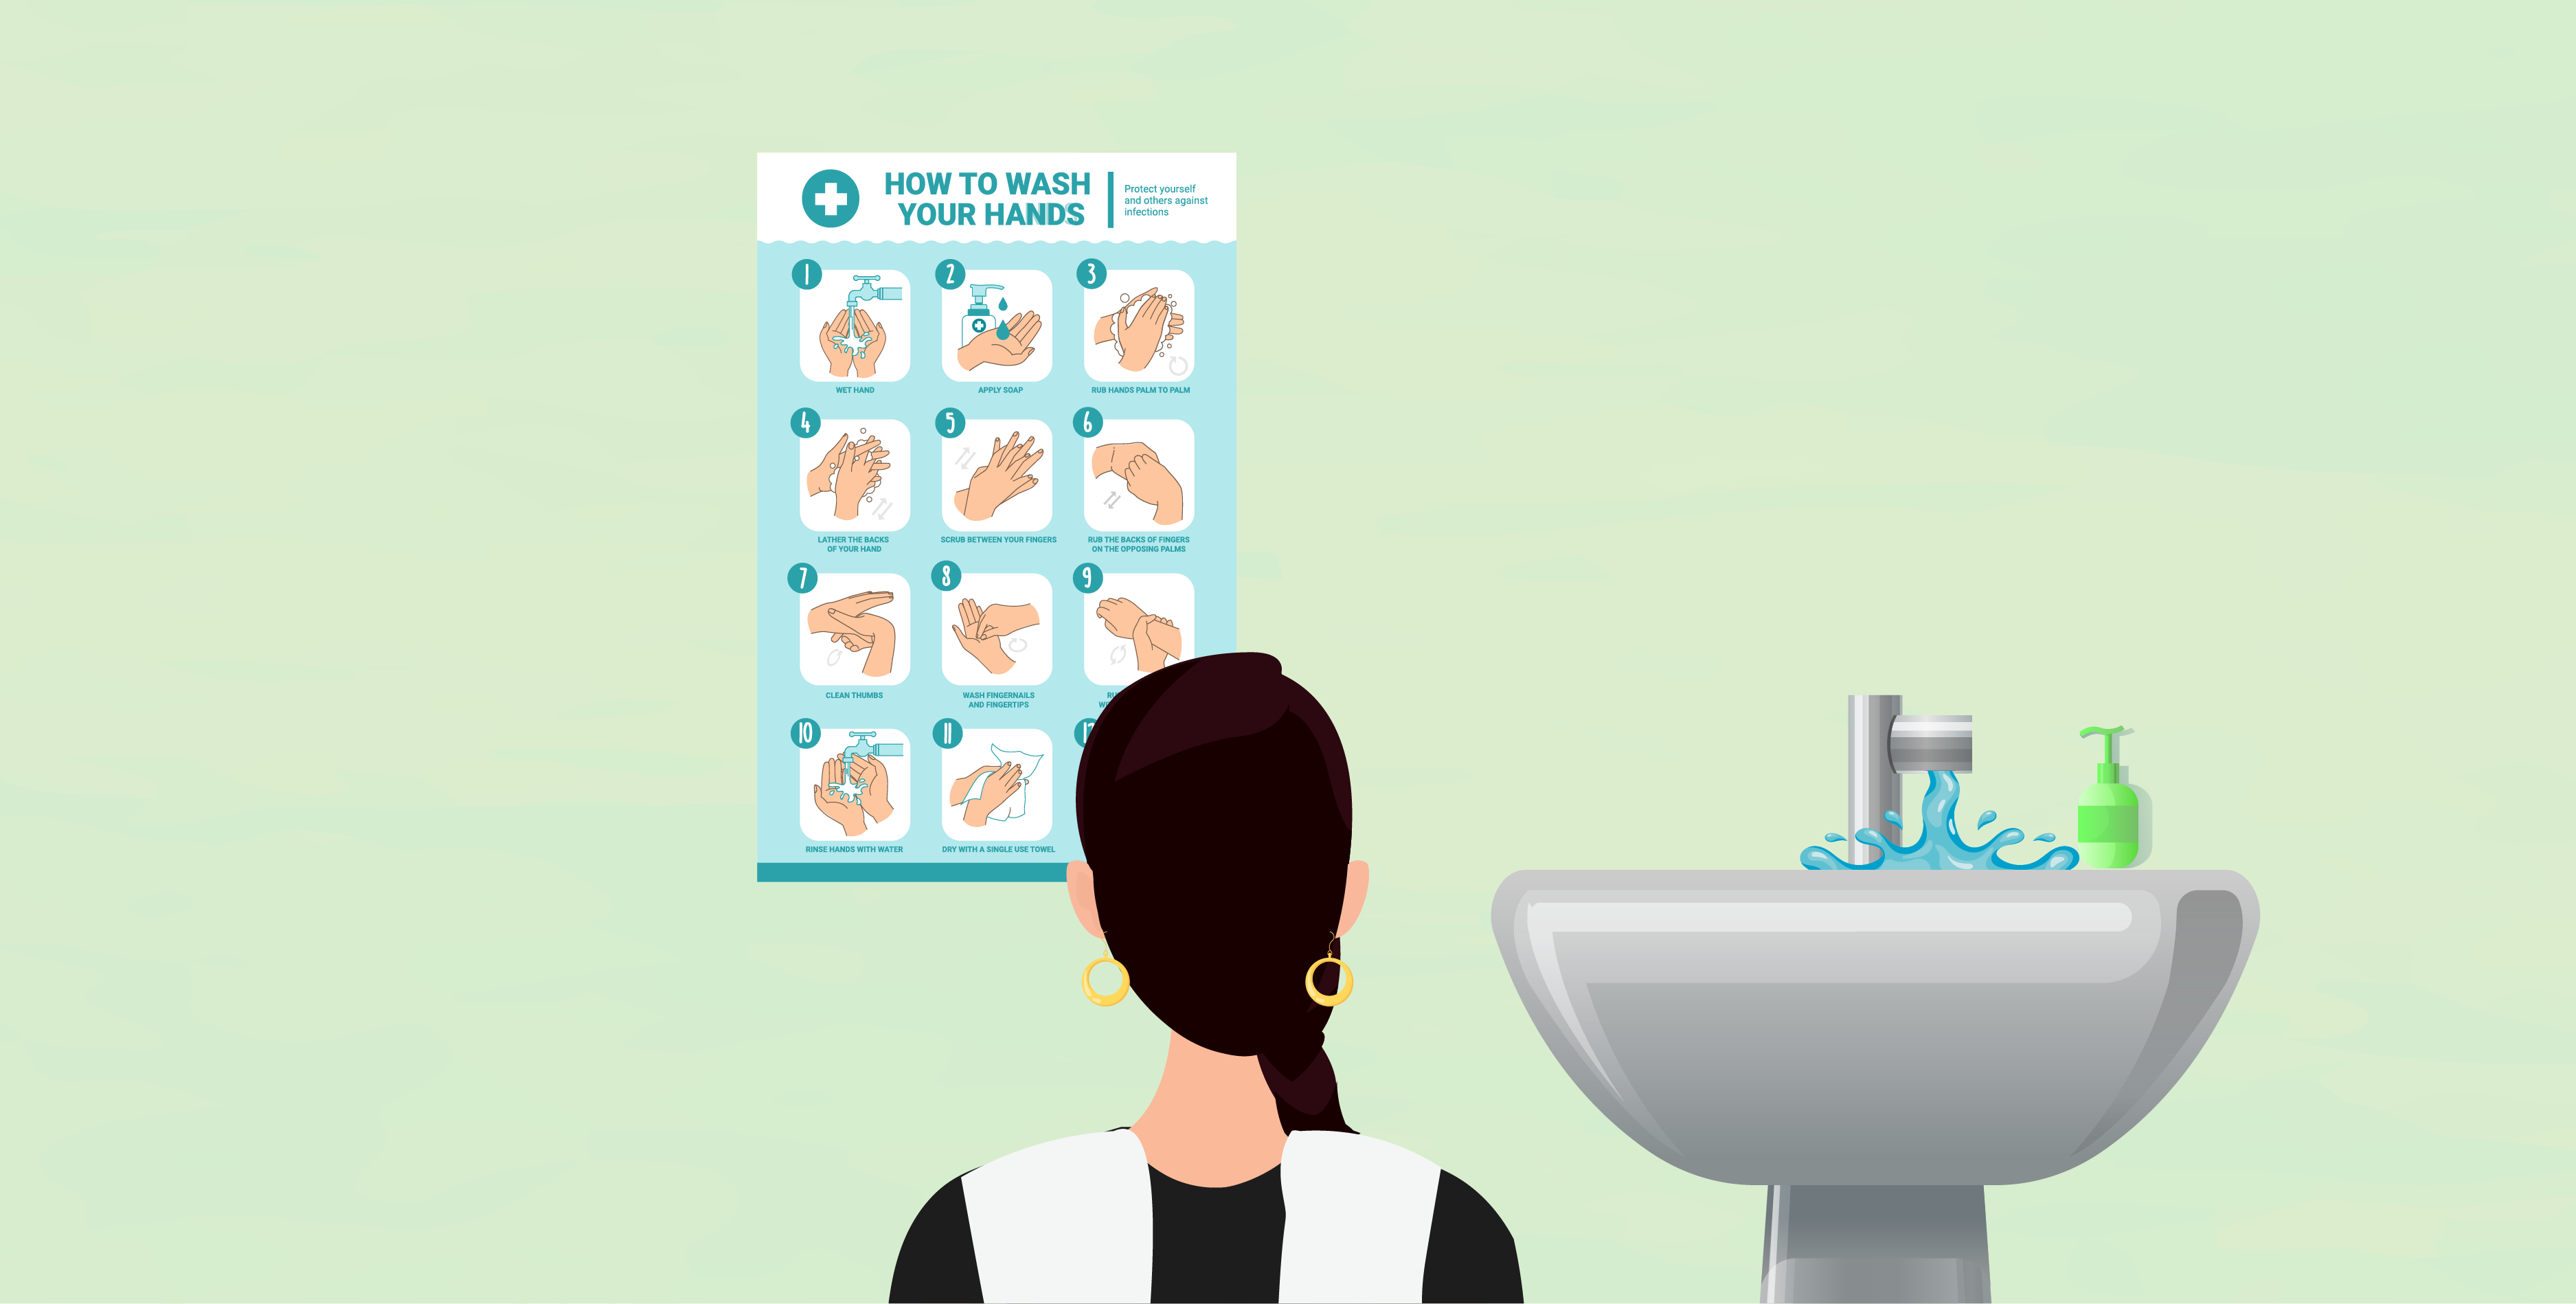 HOW TO WASH
YOUR HANDS
Protect yourself
and others against
infections
1
2
3
WET HAND
APPLY SOAP
RUB HANDS PALM TO PALM
4
5
6
LATHER THE BACKS
OF YOUR HAND
SCRUB BETWEEN YOUR FINGERS
RUB THE BACKS OF FINGERS
ON THE OPPOSING PALMS
7
8
9
CLEAN THUMBS
WASH FINGERNAILS
AND FINGERTIPS
10
11
RINSE HANDS WITH WATER
DRY WITH A SINGLE USE TOWEL